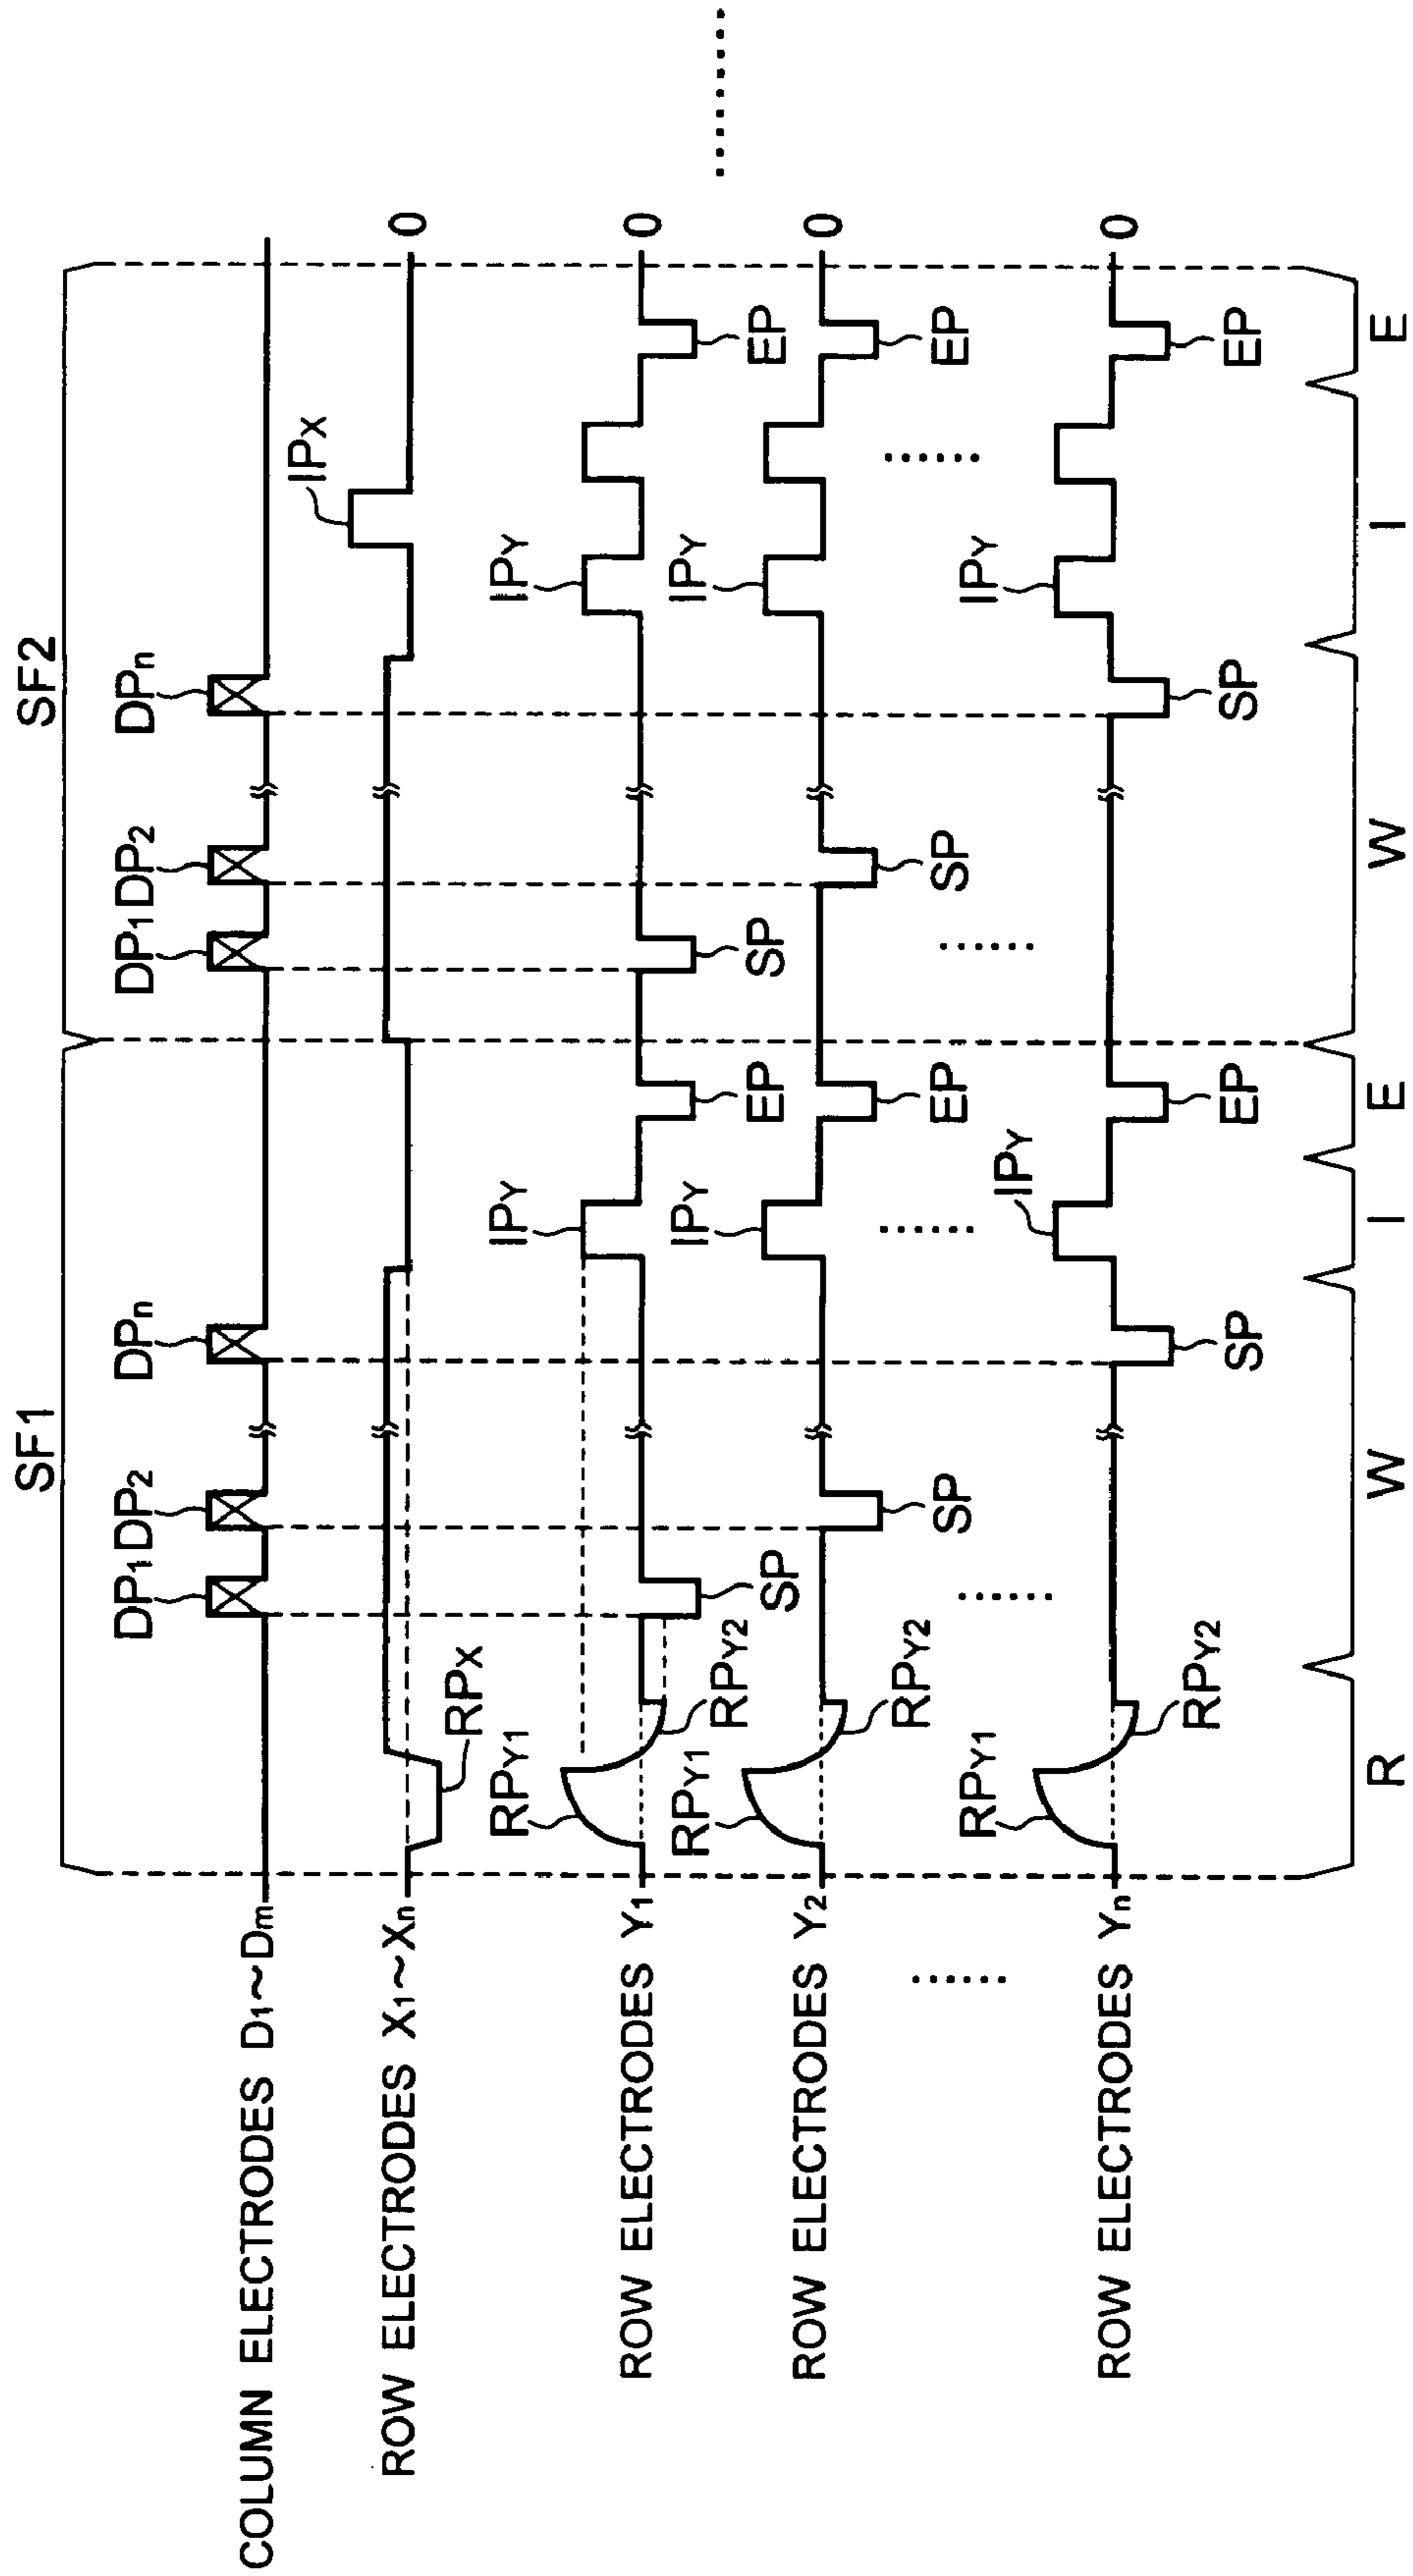 SF1 SF2
DP1 DP2 DPn DP1 DP2 DPn
COLUMN ELECTRODES D1~Dm
IPX
ROW ELECTRODES X1~Xn 0
RPX
RPY1 IPY IPY
ROW ELECTRODES Y1 0
RPY2 SP EP SP EP
RPY1 IPY IPY
ROW ELECTRODES Y2 0
RPY2 SP EP SP EP
......
......
......
......
......
.........
RPY1 IPY IPY
ROW ELECTRODES Yn 0
RPY2 SP EP SP EP
R W I E W I E